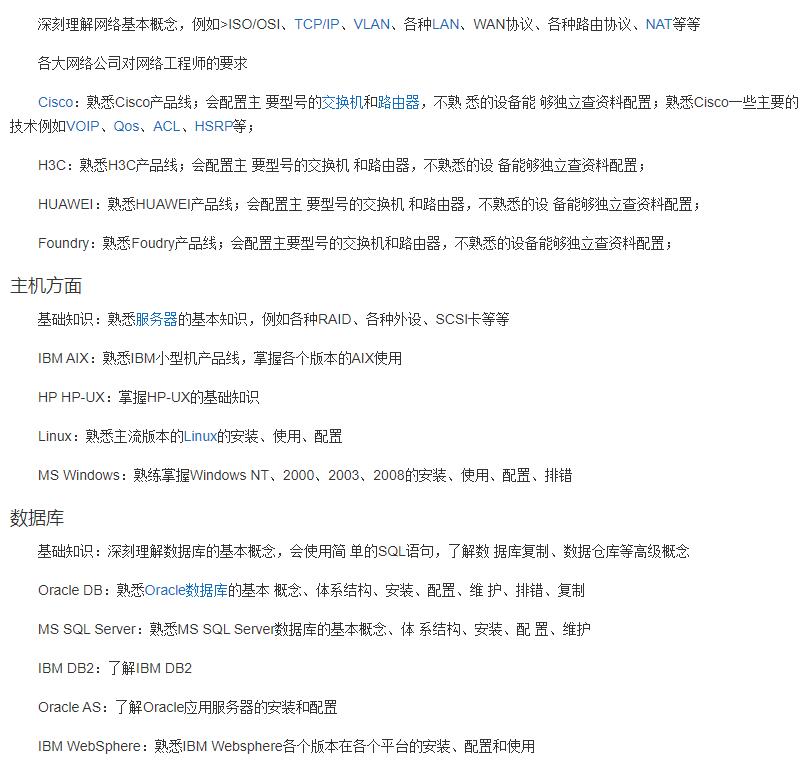 深刻理解网络基本概念，例如>ISO/OSI、TCP/IP、VLAN、各种LAN、WAN协议、各种路由协议、NAT等等
各大网络公司对网络工程师的要求
Cisco：熟悉Cisco产品线；会配置主 要型号的交换机和路由器，不熟 悉的设备能 够独立查资料配置；熟悉Cisco一些主要的
技术例如VOIP、Qos、ACL、HSRP等；
H3C：熟悉H3C产品线；会配置主 要型号的交换机 和路由器，不熟悉的设 备能够独立查资料配置；
HUAWEI：熟悉HUAWEI产品线；会配置主 要型号的交换机 和路由器，不熟悉的设 备能够独立查资料配置；
Foundry：熟悉Foudry产品线；会配置主要型号的交换机和路由器，不熟悉的设备能够独立查资料配置；
主机方面
基础知识：熟悉服务器的基本知识，例如各种RAID、各种外设、SCSI卡等等
IBM AIX：熟悉IBM小型机产品线，掌握各个版本的AIX使用
HP HP-UX：掌握HP-UX的基础知识
Linux：熟悉主流版本的Linux的安装、使用、配置
MS Windows：熟练掌握Windows NT、2000、2003、2008的安装、使用、配置、排错
数据库
基础知识：深刻理解数据库的基本概念，会使用简 单的SQL语句，了解数 据库复制、数据仓库等高级概念
Oracle DB：熟悉Oracle数据库的基本 概念、体系结构、安装、配置、维 护、排错、复制
MS SQL Server：熟悉MS SQL Server数据库的基本概念、体 系结构、安装、配 置、维护
IBM DB2：了解IBM DB2
Oracle AS：了解Oracle应用服务器的安装和配置
IBM WebSphere：熟悉IBM Websphere各个版本在各个平台的安装、配置和使用